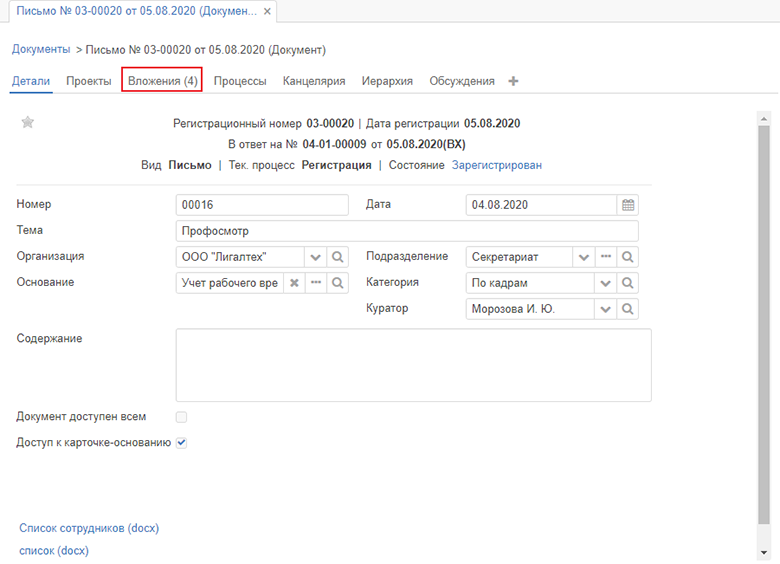 Письмо № 03-00020 от 05.08.2020 (Докумен...
Документы > Письмо № 03-00020 от 05.08.2020 (Документ)
Детали Проекты Вложения (4) Процессы Канцелярия Иерархия Обсуждения
Регистрационный номер 03-00020 | Дата регистрации 05.08.2020
В ответ на № 04-01-00009 от 05.08.2020(ВХ)
Вид Письмо | Тек. процесс Регистрация | Состояние Зарегистрирован
Номер 00016 Дата 04.08.2020
Тема Профосмотр
Организация ООО "Лигалтех" Подразделение Секретариат
Основание Учет рабочего вре Категория По кадрам
Куратор Морозова И. Ю.
Содержание
Документ доступен всем
Доступ к карточке-основанию
Список сотрудников (docx)
список (docx)